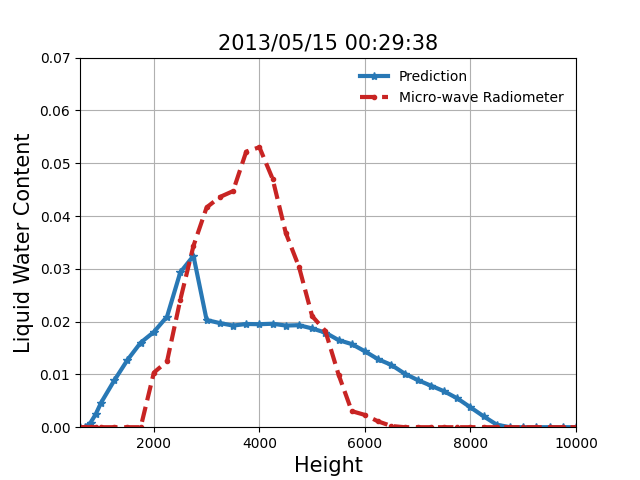 2013/05/15 00:29:38
Prediction
Micro-wave Radiometer
Liquid Water Content
0.07
0.06
0.05
0.04
0.03
0.02
0.01
0.00
2000 4000 6000 8000 10000
Height